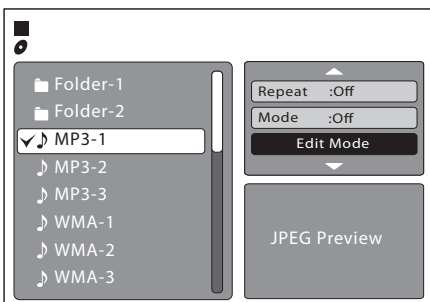 Folder-1
Folder-2
MP3-1
MP3-2
MP3-3
WMA-1
WMA-2
WMA-3
Repeat :Off
Mode :Off
Edit Mode
JPEG Preview